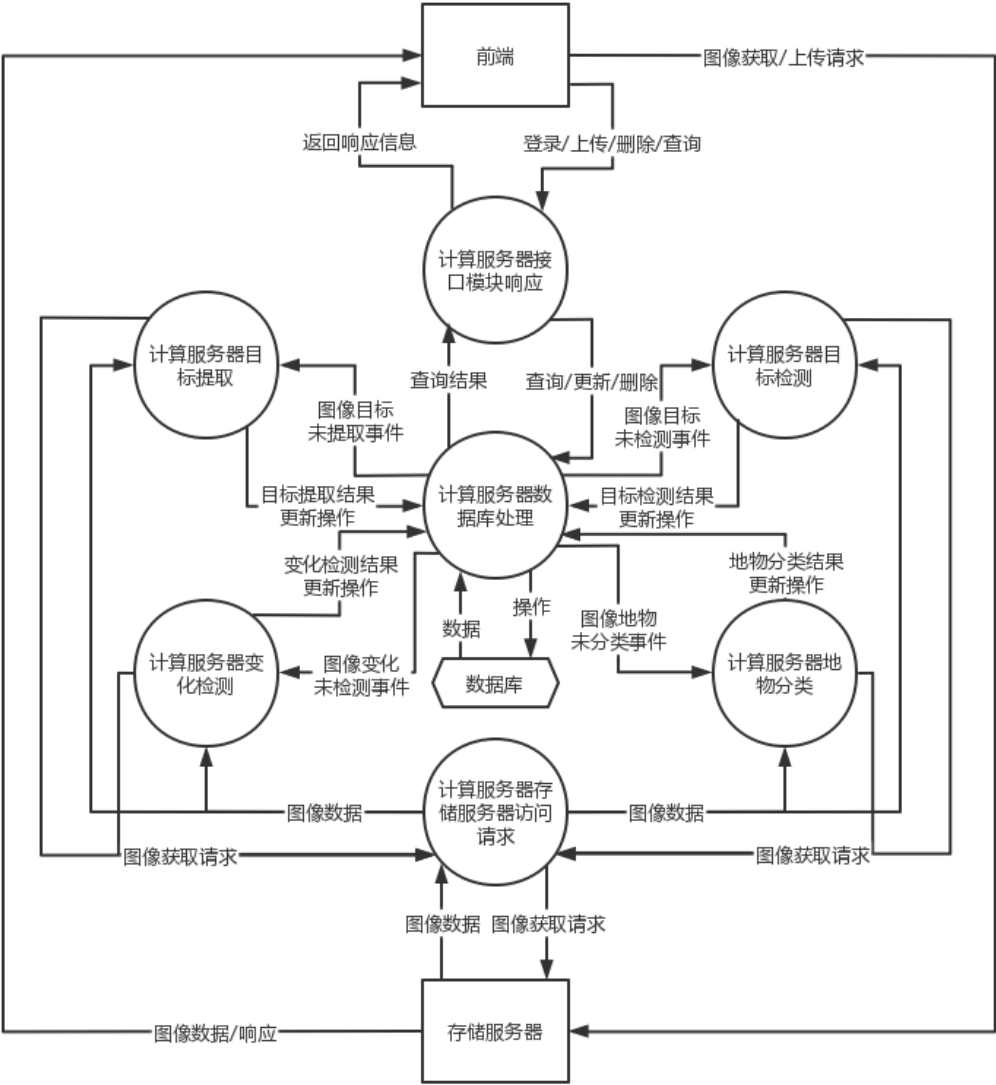 前端
图像获取/上传请求
返回响应信息
登录/上传/删除/查询
计算服务器接
口模块响应
计算服务器目
标提取
计算服务器目
标检测
查询结果
查询/更新/删除
图像目标
未提取事件
图像目标
未检测事件
目标提取结果
更新操作
计算服务器数
据库处理
目标检测结果
更新操作
变化检测结果
更新操作
地物分类结果
更新操作
操作
数据
图像地物
未分类事件
计算服务器变
化检测
图像变化
未检测事件
数据库
计算服务器地
物分类
图像数据
计算服务器存
储服务器访问
请求
图像数据
图像获取请求
图像获取请求
图像数据
图像获取请求
图像数据/响应
存储服务器